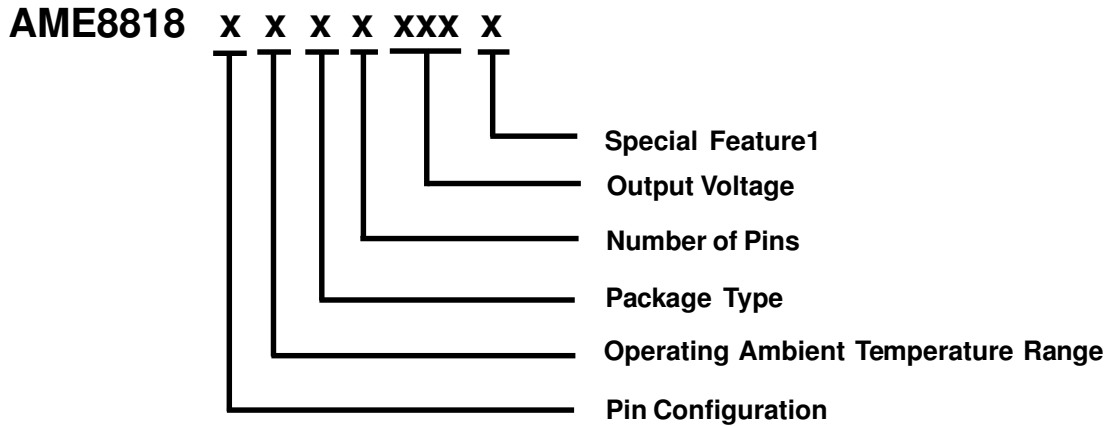 AME8818 x x x x xxx x
Special Feature1
Output Voltage
Number of Pins
Package Type
Operating Ambient Temperature Range
Pin Configuration